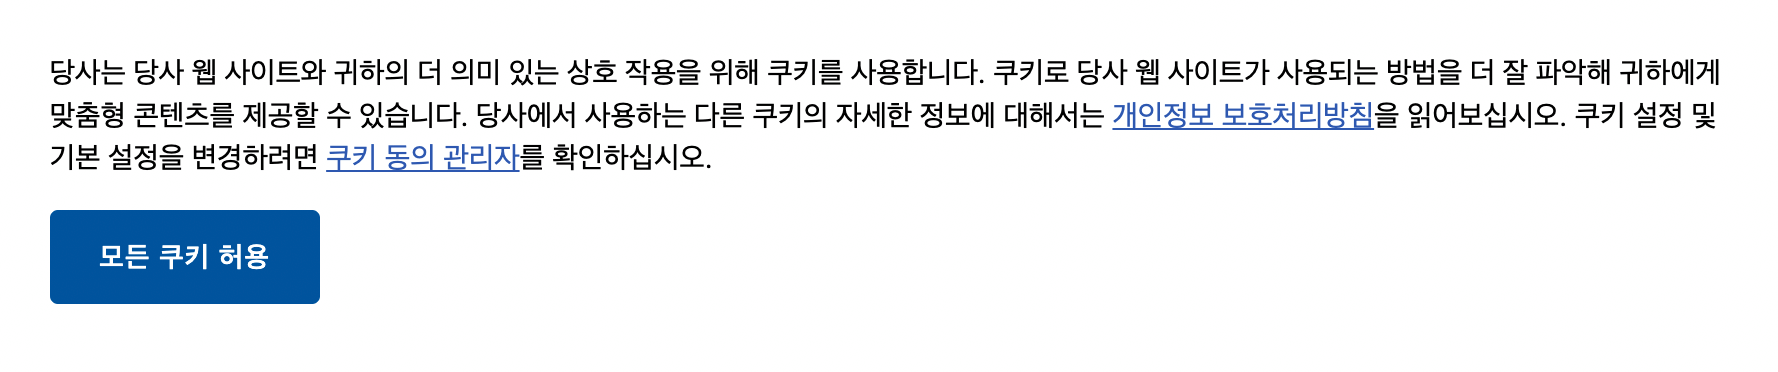 당사는 당사 웹 사이트와 귀하의 더 의미 있는 상호 작용을 위해 쿠키를 사용합니다. 쿠키로 당사 웹 사이트가 사용되는 방법을 더 잘 파악해 귀하에게
맞춤형 콘텐츠를 제공할 수 있습니다. 당사에서 사용하는 다른 쿠키의 자세한 정보에 대해서는 개인정보 보호처리방침을 읽어보십시오. 쿠키 설정 및
기본 설정을 변경하려면 쿠키 동의 관리자를 확인하십시오.
모든 쿠키 허용